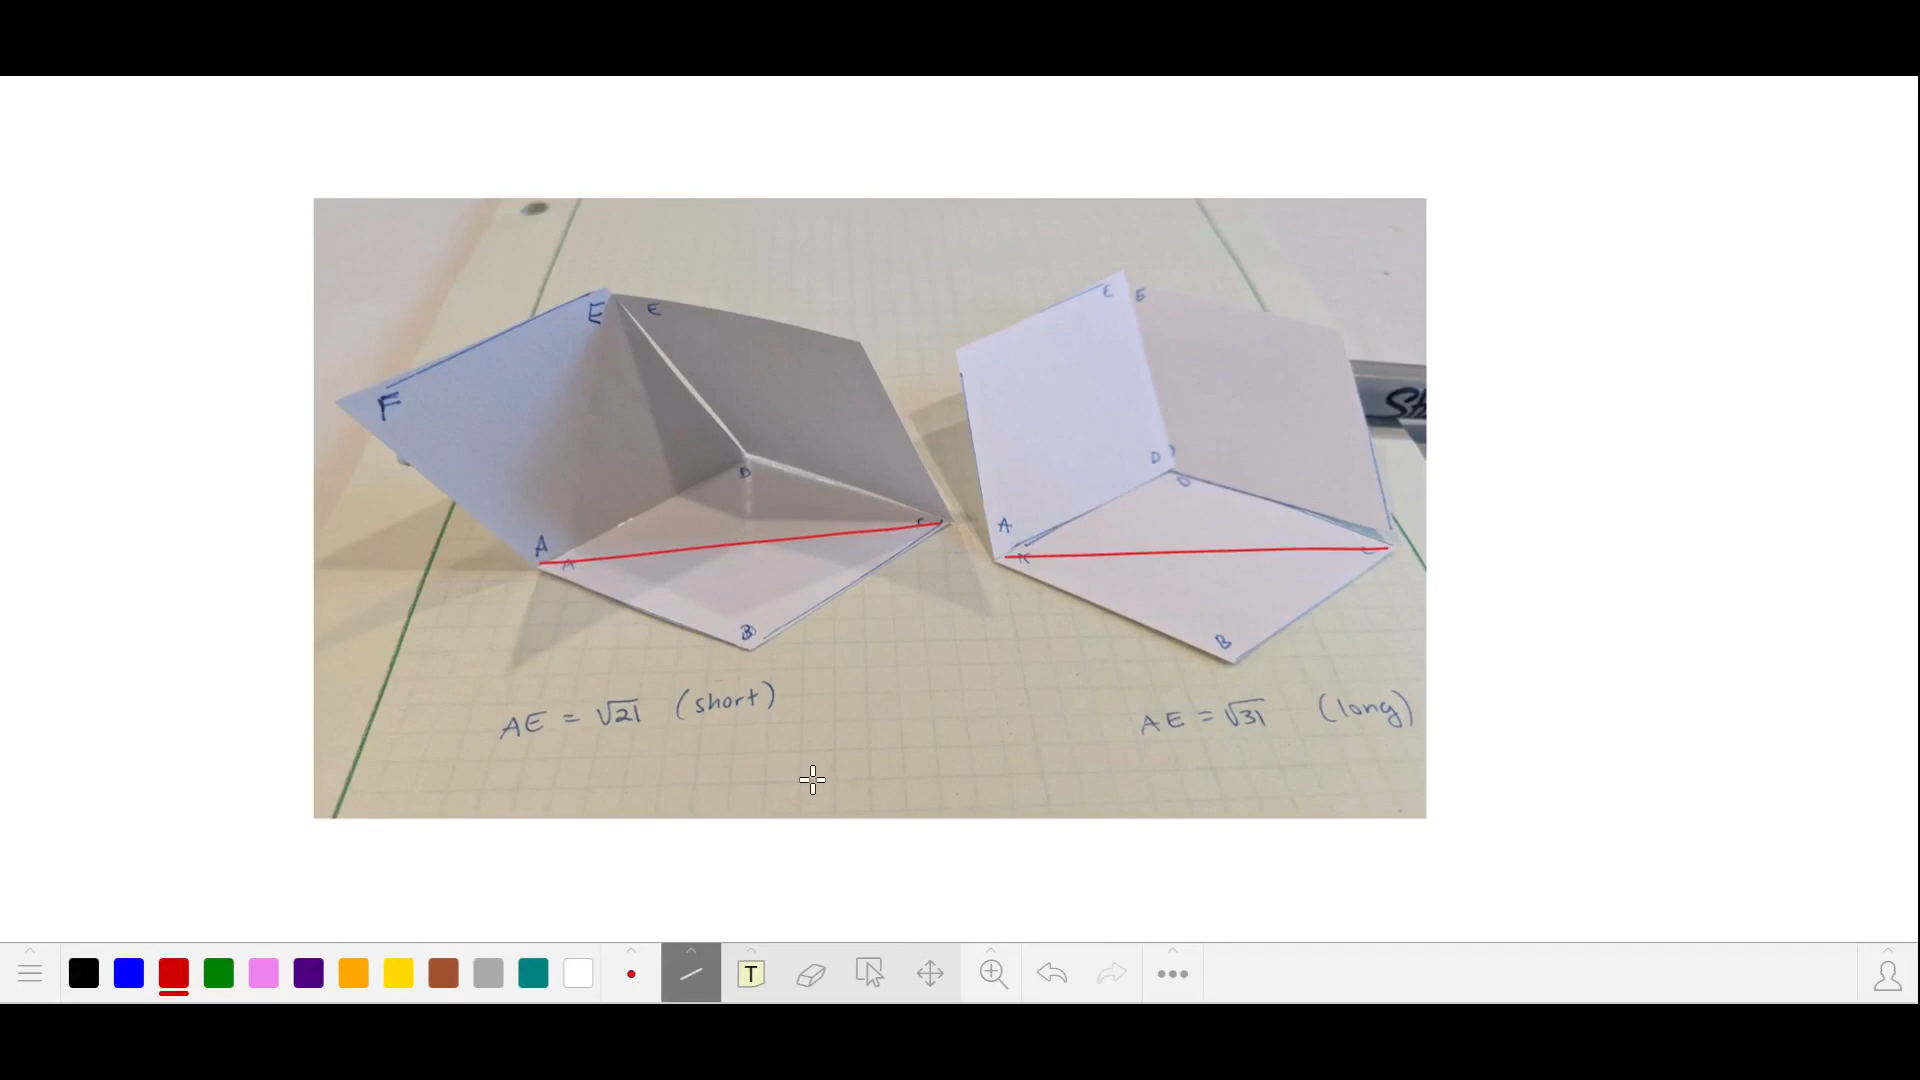 E E
F
D
A A C
B
AE = √21 (short)
E E
D D
D
A
A C
B
AE = √31 (long)
T